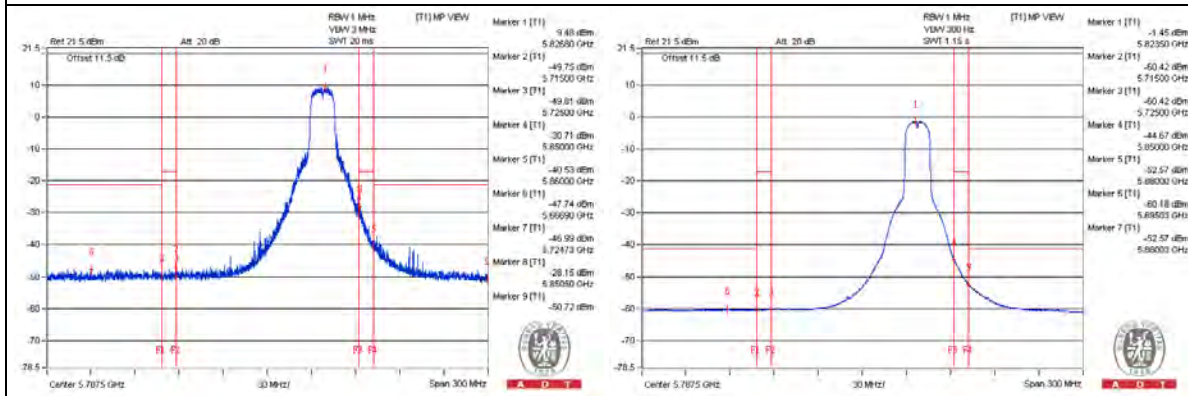 RBW 1 MHz
VBW 3 MHz
SWT 20 ms
[T1] MP VIEW
Ref 21.5 dBm
Att 20 dB
Offset 11.5 dB
21.5
10
0
-10
-20
-30
-40
-50
-60
-70
-78.5
1
F1
F2
F3
F4
Center 5.7875 GHz
30 MHz/
Span 300 MHz
Marker 1 [T1]
9.48 dBm
5.82680 GHz
Marker 2 [T1]
-49.75 dBm
5.71500 GHz
Marker 3 [T1]
-49.81 dBm
5.72500 GHz
Marker 4 [T1]
-30.71 dBm
5.85000 GHz
Marker 5 [T1]
-40.53 dBm
5.86000 GHz
Marker 6 [T1]
-47.74 dBm
5.66690 GHz
Marker 7 [T1]
-46.99 dBm
5.72473 GHz
Marker 8 [T1]
-28.15 dBm
5.85050 GHz
Marker 9 [T1]
-50.72 dBm
A D T
RBW 1 MHz
VBW 300 Hz
SWT 1.15 s
[T1] MP VIEW
Ref 21.5 dBm
Att 20 dB
Offset 11.5 dB
21.5
10
0
-10
-20
-30
-40
-50
-60
-70
-78.5
1
6
2
3
4
F1
F2
F3
F4
Center 5.7875 GHz
30 MHz/
Span 300 MHz
Marker 1 [T1]
-1.45 dBm
5.82350 GHz
Marker 2 [T1]
-60.42 dBm
5.71500 GHz
Marker 3 [T1]
-60.42 dBm
5.72500 GHz
Marker 4 [T1]
-44.67 dBm
5.85000 GHz
Marker 5 [T1]
-52.57 dBm
5.86000 GHz
Marker 6 [T1]
-60.18 dBm
5.69503 GHz
Marker 7 [T1]
-52.57 dBm
5.86003 GHz
A D T